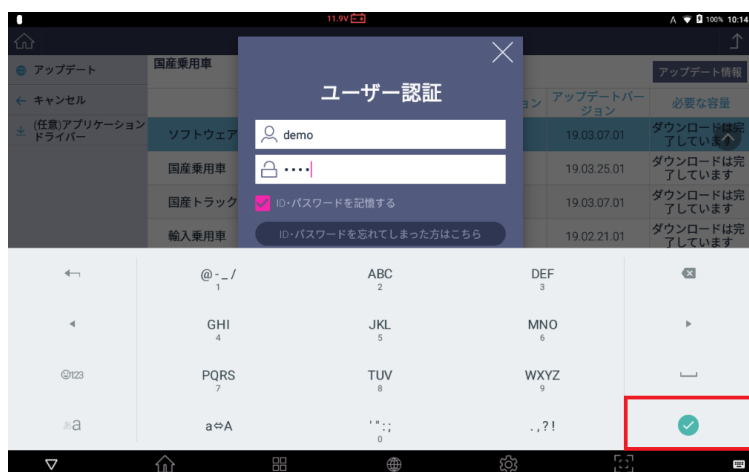 11.9V
100% 10:14
アップデート
国産乗用車
アップデート情報
ユーザー認証
キャンセル
ョン
アップデートバージョン
必要な容量
(任意)アプリケーションドライバー
ソフトウェア
demo
19.03.07.01
ダウンロードは完了しています
国産乗用車
••••
19.03.25.01
ダウンロードは完了しています
国産トラック
ID・パスワードを記憶する
19.03.07.01
ダウンロードは完了しています
輸入乗用車
ID・パスワードを忘れてしまった方はこちら
19.02.21.01
ダウンロードは完了しています
@-_/
1
ABC
2
DEF
3
GHI
4
JKL
5
MNO
6
☺123
PQRS
7
TUV
8
WXYZ
9
あa
a⇔A
'":;
0
.,?!